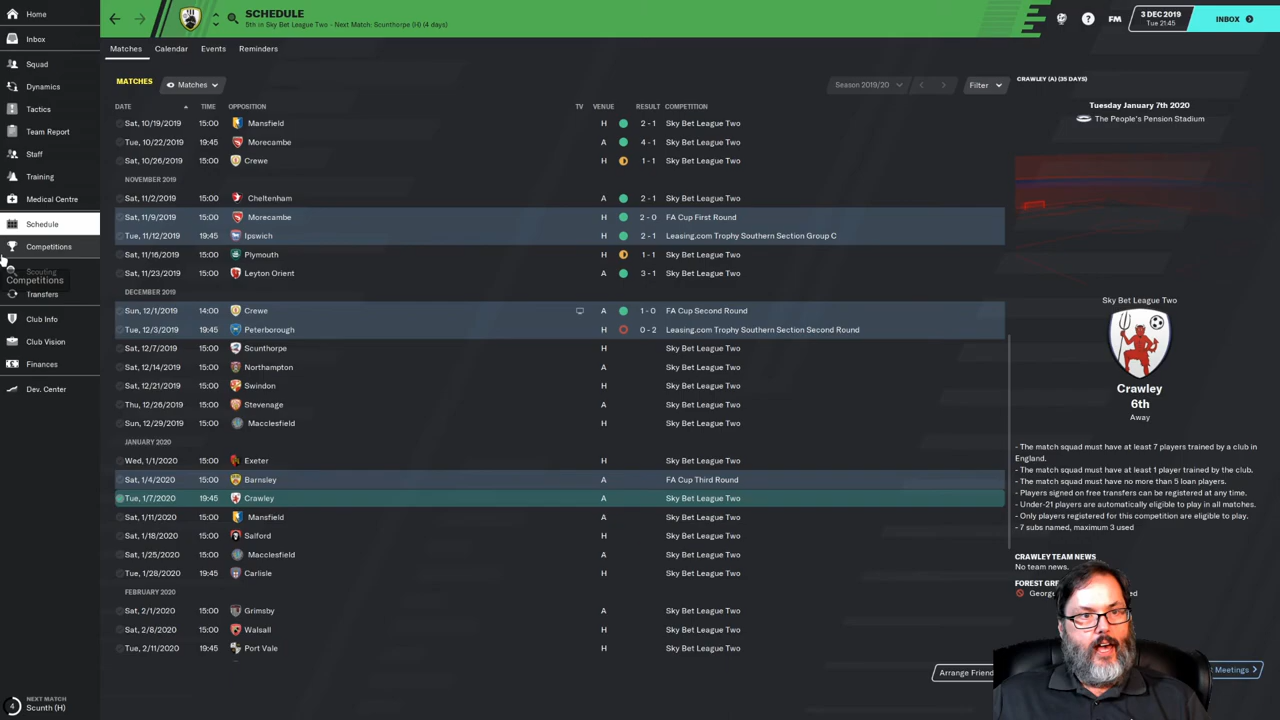 Home
Inbox
Squad
Dynamics
Tactics
Team Report
Staff
Training
Medical Centre
Schedule
Competitions
Scouting
Competitions
Transfers
Club Info
Club Vision
Finances
Dev. Center
4
NEXT MATCH
Scunth (H)
SCHEDULE
5th in Sky Bet League Two - Next Match: Scunthorpe (H) (4 days)
? FM
3 DEC 2019
Tue 21:45
INBOX
Matches Calendar Events Reminders
MATCHES Matches Season 2019/20 Filter
DATE TIME OPPOSITION TV VENUE RESULT COMPETITION
Sat, 10/19/2019 15:00 Mansfield H 2 - 1 Sky Bet League Two
Tue, 10/22/2019 19:45 Morecambe A 4 - 1 Sky Bet League Two
Sat, 10/26/2019 15:00 Crewe H 1 - 1 Sky Bet League Two
NOVEMBER 2019
Sat, 11/2/2019 15:00 Cheltenham A 2 - 1 Sky Bet League Two
Sat, 11/9/2019 15:00 Morecambe H 2 - 0 FA Cup First Round
Tue, 11/12/2019 19:45 Ipswich H 2 - 1 Leasing.com Trophy Southern Section Group C
Sat, 11/16/2019 15:00 Plymouth H 1 - 1 Sky Bet League Two
Sat, 11/23/2019 15:00 Leyton Orient A 3 - 1 Sky Bet League Two
DECEMBER 2019
Sun, 12/1/2019 14:00 Crewe A 1 - 0 FA Cup Second Round
Tue, 12/3/2019 19:45 Peterborough H 0 - 2 Leasing.com Trophy Southern Section Second Round
Sat, 12/7/2019 15:00 Scunthorpe H Sky Bet League Two
Sat, 12/14/2019 15:00 Northampton A Sky Bet League Two
Sat, 12/21/2019 15:00 Swindon H Sky Bet League Two
Thu, 12/26/2019 15:00 Stevenage A Sky Bet League Two
Sun, 12/29/2019 15:00 Macclesfield H Sky Bet League Two
JANUARY 2020
Wed, 1/1/2020 15:00 Exeter H Sky Bet League Two
Sat, 1/4/2020 15:00 Barnsley A FA Cup Third Round
Tue, 1/7/2020 19:45 Crawley A Sky Bet League Two
Sat, 1/11/2020 15:00 Mansfield A Sky Bet League Two
Sat, 1/18/2020 15:00 Salford H Sky Bet League Two
Sat, 1/25/2020 15:00 Macclesfield A Sky Bet League Two
Tue, 1/28/2020 19:45 Carlisle H Sky Bet League Two
FEBRUARY 2020
Sat, 2/1/2020 15:00 Grimsby A Sky Bet League Two
Sat, 2/8/2020 15:00 Walsall H Sky Bet League Two
Tue, 2/11/2020 19:45 Port Vale H Sky Bet League Two
CRAWLEY (A) (35 DAYS)
Tuesday January 7th 2020
The People's Pension Stadium
Sky Bet League Two
Crawley
6th
Away
- The match squad must have at least 7 players trained by a club in
England.
- The match squad must have at least 1 player trained by the club.
- The match squad must have no more than 5 loan players.
- Players signed on free transfers can be registered at any time.
- Under-21 players are automatically eligible to play in all matches.
- Only players registered for this competition are eligible to play.
- 7 subs named, maximum 3 used
CRAWLEY TEAM NEWS
No team news.
FOREST GRE
Georg
Arrange Friend
Meetings